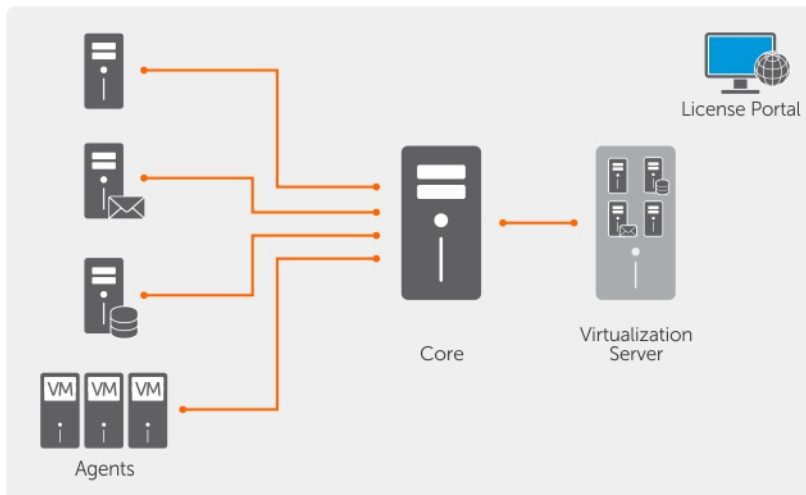 License Portal
Core
Virtualization
Server
VM VM VM
Agents